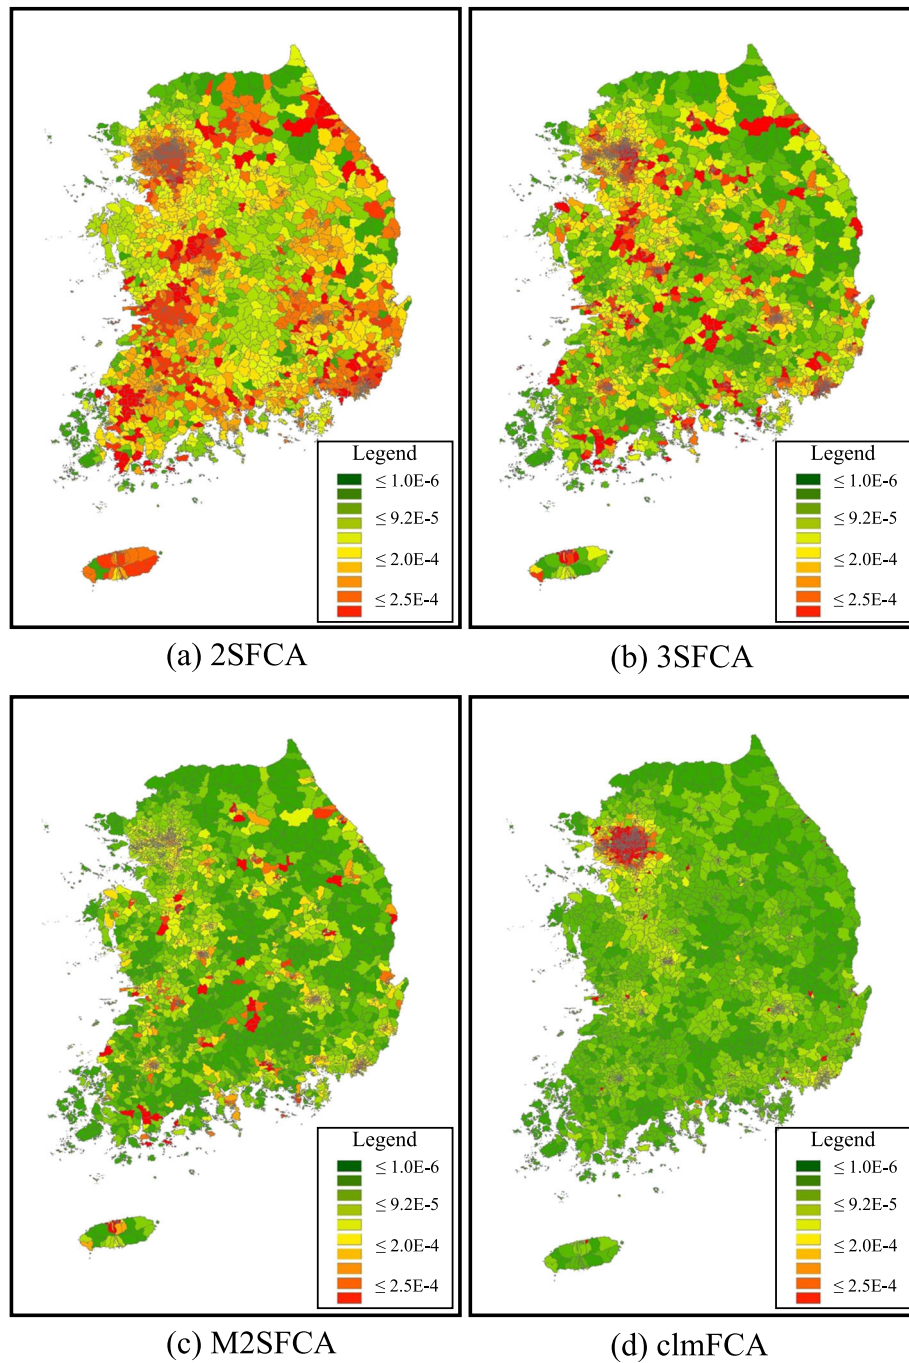 Legend
≤ 1.0E-6
≤ 9.2E-5
≤ 2.0E-4
≤ 2.5E-4
(a) 2SFCA
Legend
≤ 1.0E-6
≤ 9.2E-5
≤ 2.0E-4
≤ 2.5E-4
(b) 3SFCA
Legend
≤ 1.0E-6
≤ 9.2E-5
≤ 2.0E-4
≤ 2.5E-4
(c) M2SFCA
Legend
≤ 1.0E-6
≤ 9.2E-5
≤ 2.0E-4
≤ 2.5E-4
(d) clmFCA